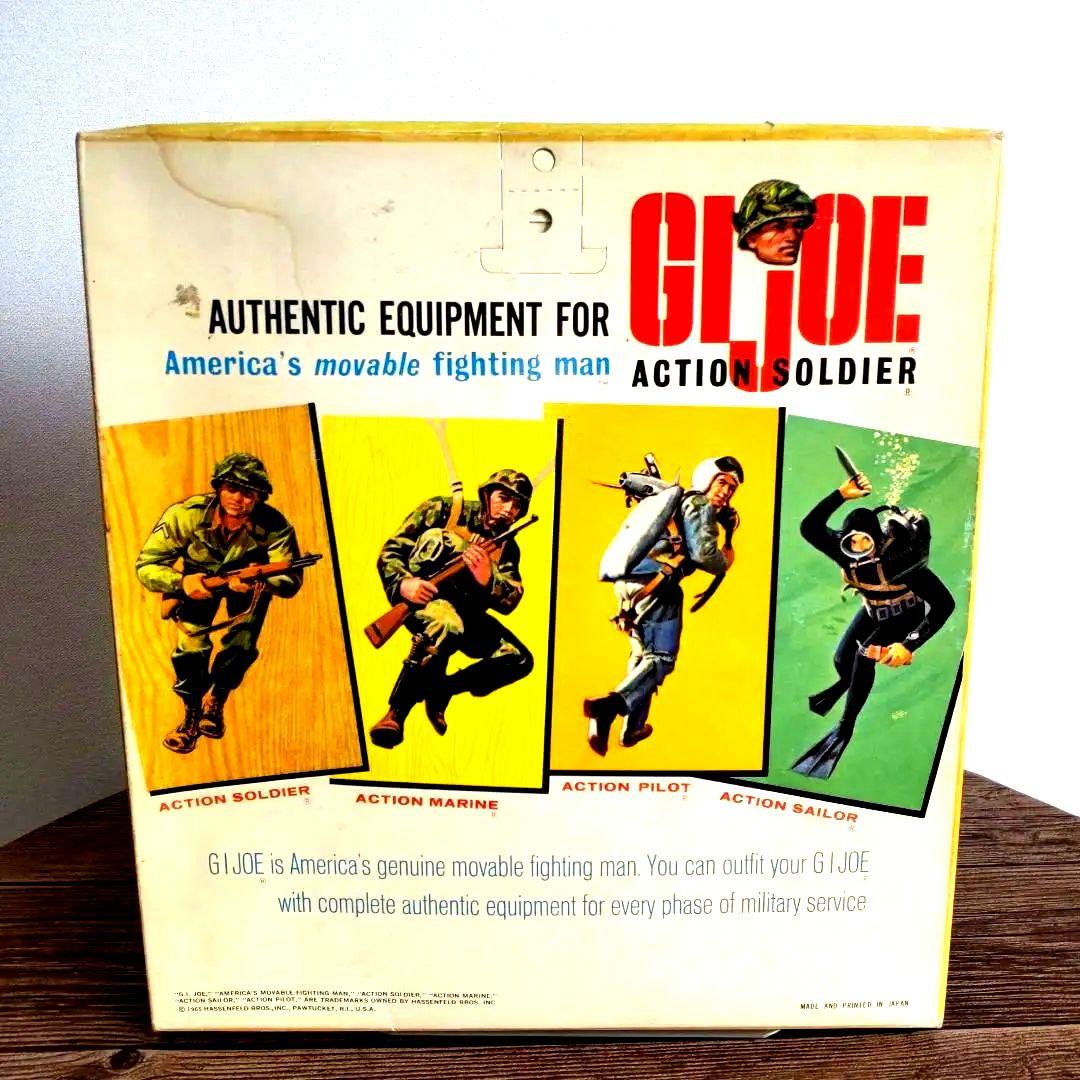 GI JOE®
AUTHENTIC EQUIPMENT FOR
America's movable fighting man™
ACTION SOLDIER®
ACTION SOLDIER®
ACTION MARINE®
ACTION PILOT®
ACTION SAILOR®
G I JOE® is America's genuine movable fighting man. You can outfit your G I JOE®
with complete authentic equipment for every phase of military service.
"G.I. JOE," "AMERICA'S MOVABLE FIGHTING MAN," "ACTION SOLDIER," "ACTION MARINE,"
"ACTION SAILOR," "ACTION PILOT," ARE TRADEMARKS OWNED BY HASSENFELD BROS. INC
© 1965 HASSENFELD BROS., INC., PAWTUCKET, R.I., U.S.A.
MADE AND PRINTED IN JAPAN